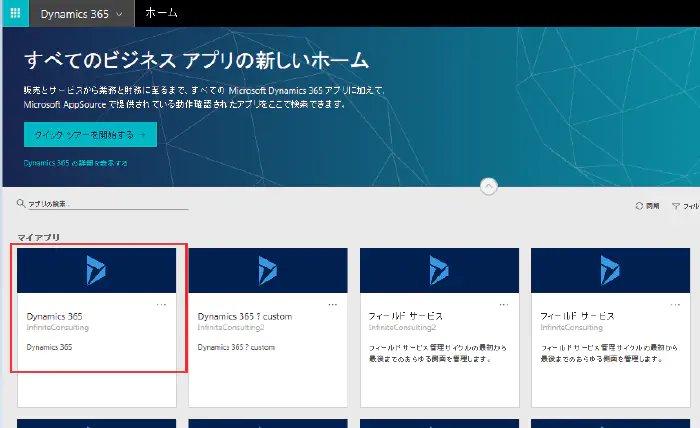 Dynamics 365
ホーム
すべてのビジネス アプリの新しいホーム
販売とサービスから業務と財務に至るまで、すべての Microsoft Dynamics 365 アプリに加えて、
Microsoft AppSource で提供されている動作確認されたアプリをここで検索できます。
クイック ツアーを開始する →
Dynamics 365 の詳細を表示する
アプリの検索...
同期
フィル
マイアプリ
Dynamics 365
InfiniteConsulting
Dynamics 365
Dynamics 365 ? custom
InfiniteConsulting2
Dynamics 365 ? custom
フィールド サービス
InfiniteConsulting2
フィールド サービス管理サイクルの最初から
最後までのあらゆる側面を管理します。
フィールド サービス
InfiniteConsulting
フィールド サービス管理サイクルの最初から
最後までのあらゆる側面を管理します。